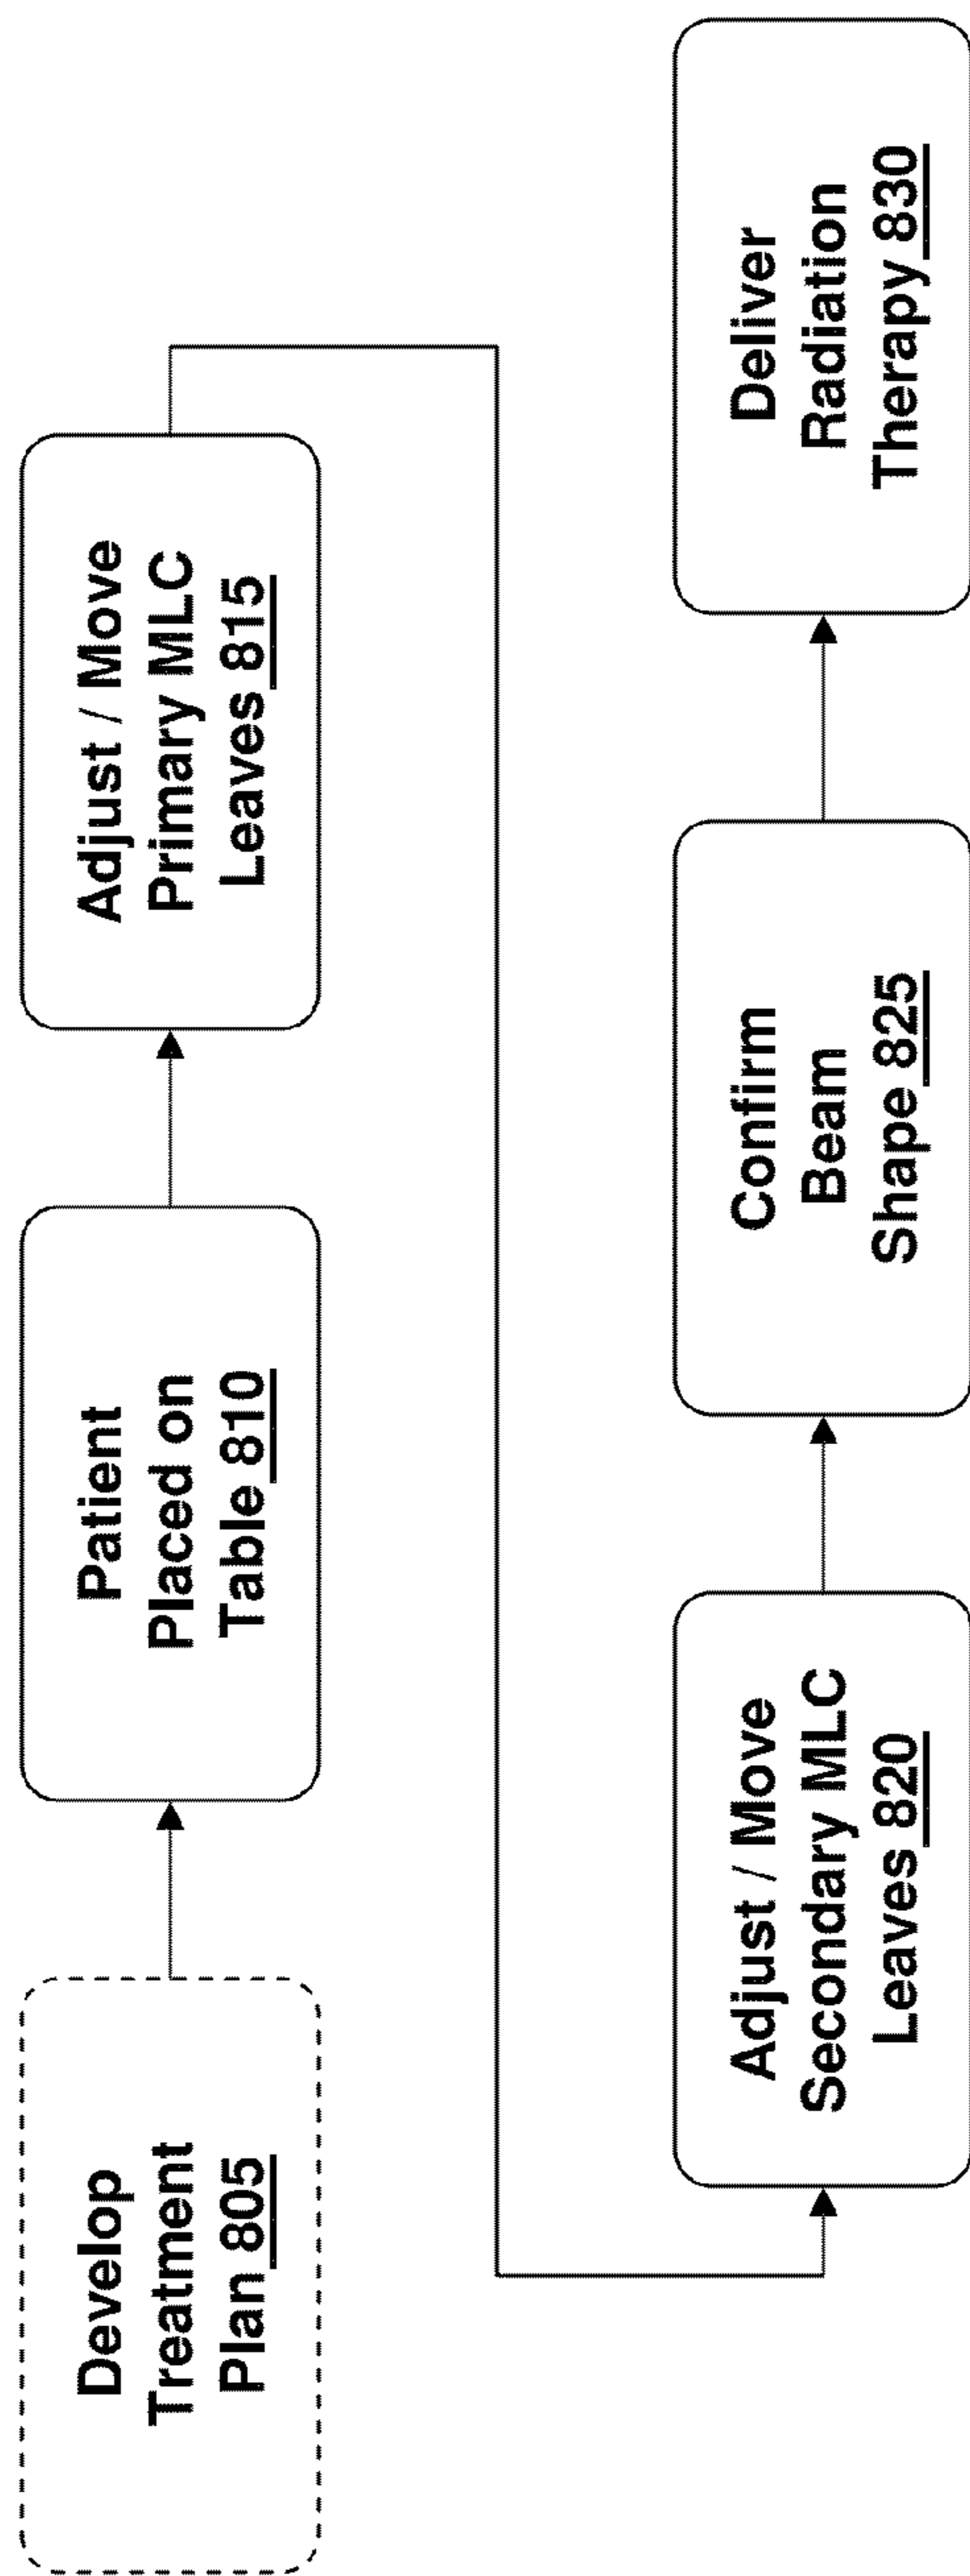 Develop
Treatment
Plan 805
Patient
Placed on
Table 810
Adjust / Move
Primary MLC
Leaves 815
Adjust / Move
Secondary MLC
Leaves 820
Confirm
Beam
Shape 825
Deliver
Radiation
Therapy 830